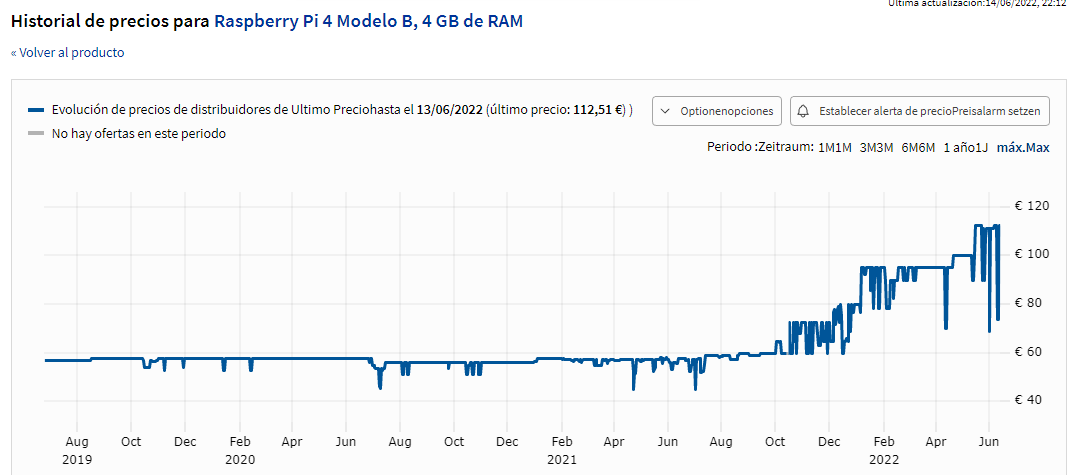 Última actualización:14/06/2022, 22:12
Historial de precios para Raspberry Pi 4 Modelo B, 4 GB de RAM
« Volver al producto
Evolución de precios de distribuidores de Ultimo Preciohasta el 13/06/2022 (último precio: 112,51 €) )
Optionenopciones
Establecer alerta de precioPreisalarm setzen
No hay ofertas en este periodo
Periodo :Zeitraum: 1M1M 3M3M 6M6M 1 año1J máx.Max
€ 120
€ 100
€ 80
€ 60
€ 40
Aug Oct Dec Feb Apr Jun Aug Oct Dec Feb Apr Jun Aug Oct Dec Feb Apr Jun
2019 2020 2021 2022